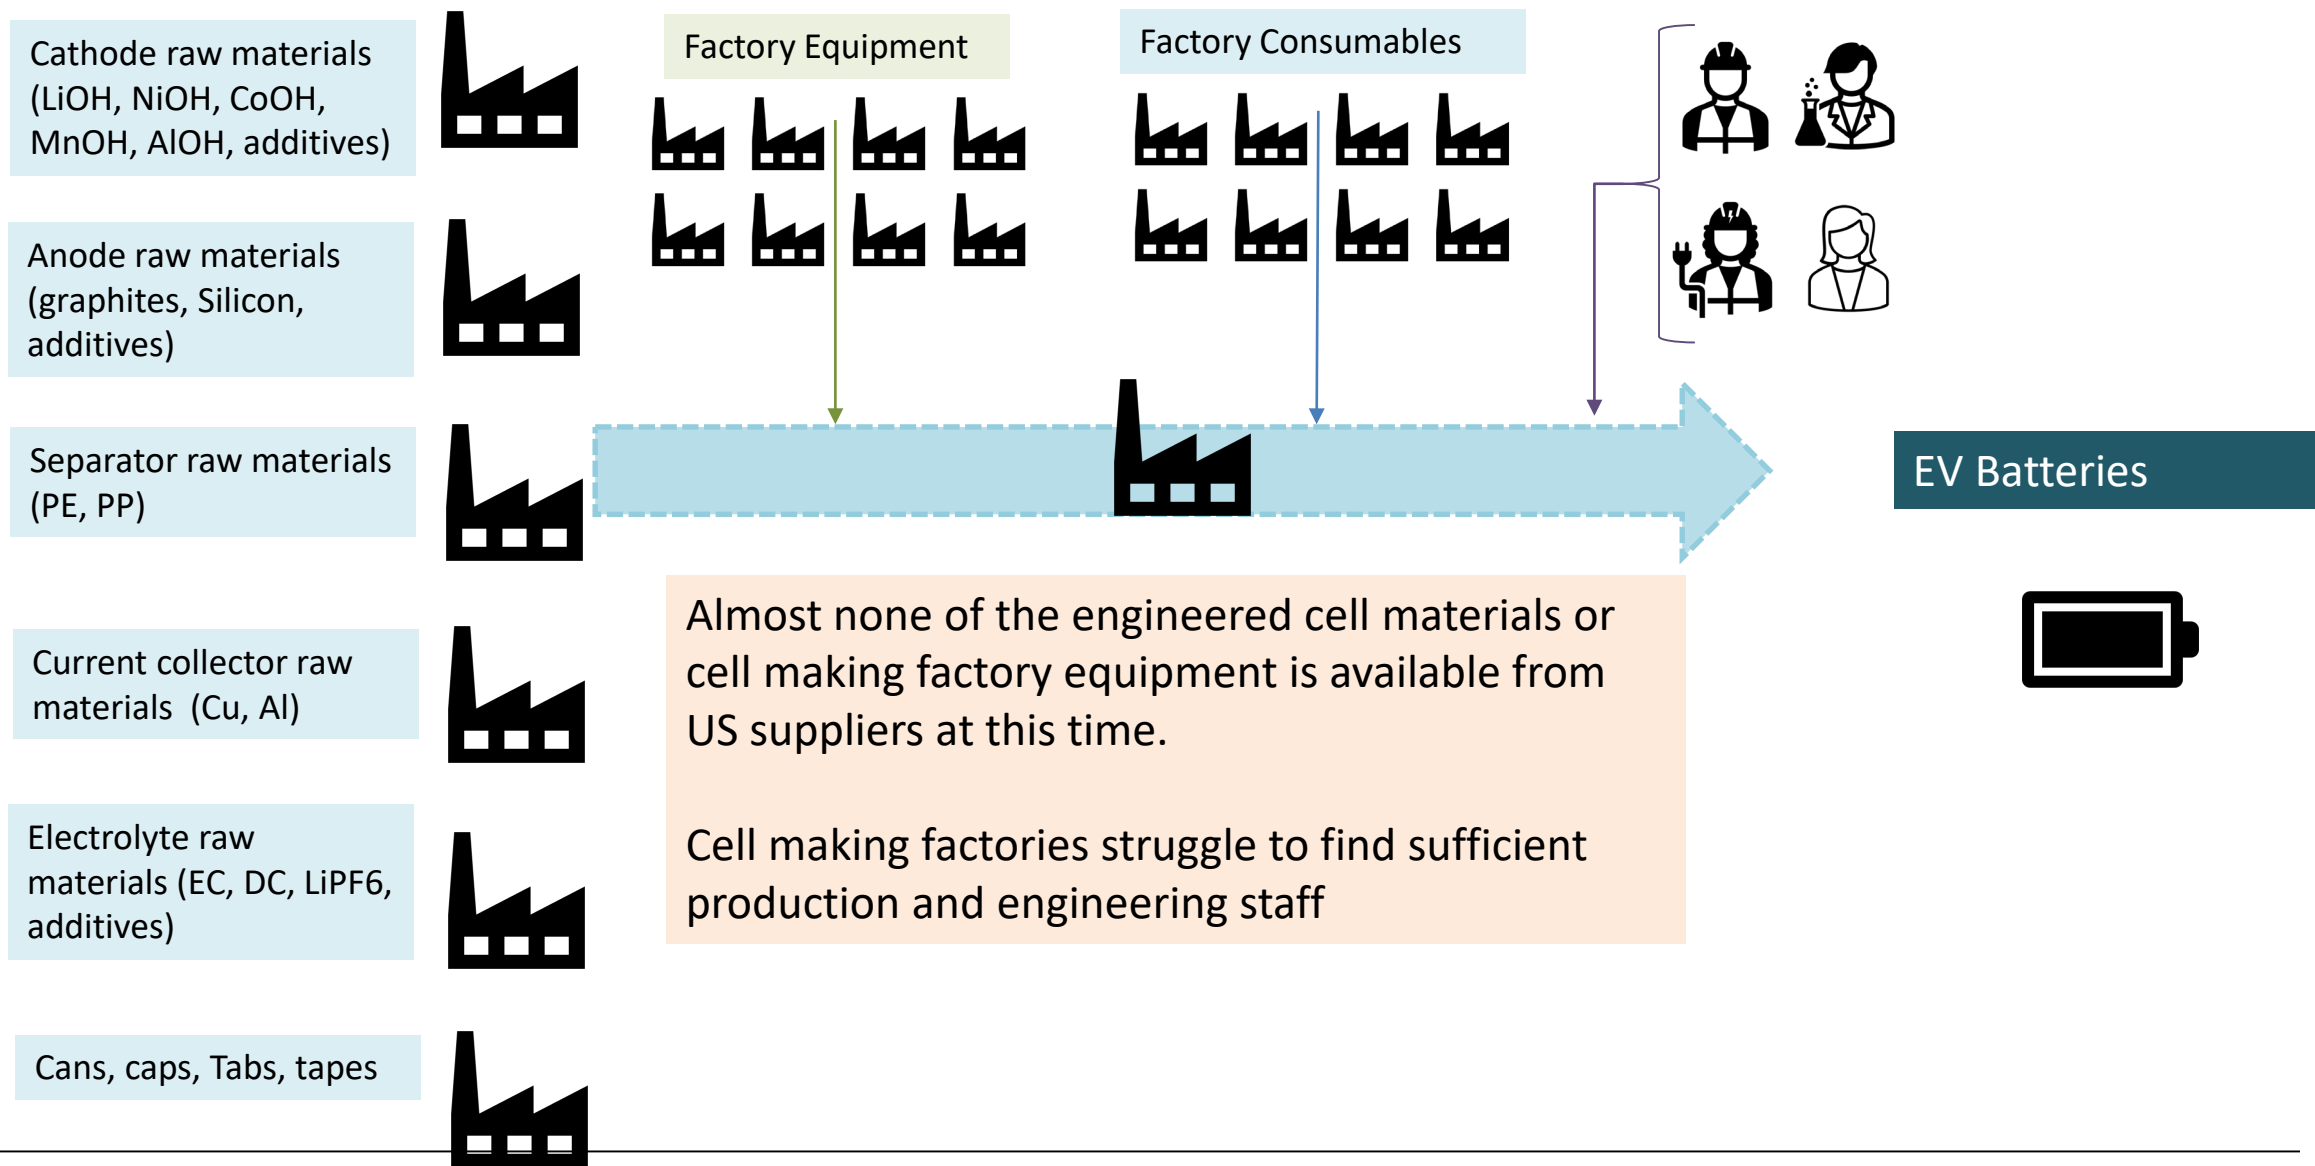 Cathode raw materials
(LiOH, NiOH, CoOH,
MnOH, AlOH, additives)
Factory Equipment
Factory Consumables
Anode raw materials
(graphites, Silicon,
additives)
Separator raw materials
(PE, PP)
EV Batteries
Current collector raw
materials  (Cu, Al)
Almost none of the engineered cell materials or
cell making factory equipment is available from
US suppliers at this time.
Cell making factories struggle to find sufficient
production and engineering staff
Electrolyte raw
materials (EC, DC, LiPF6,
additives)
Cans, caps, Tabs, tapes